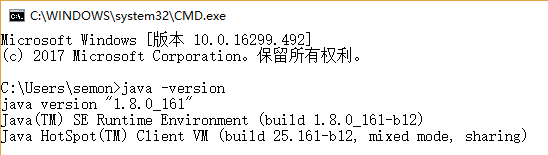 C:\WINDOWS\system32\CMD.exe
Microsoft Windows [版本 10.0.16299.492]
(c) 2017 Microsoft Corporation。保留所有权利。
C:\Users\semon>java -version
java version "1.8.0_161"
Java(TM) SE Runtime Environment (build 1.8.0_161-b12)
Java HotSpot(TM) Client VM (build 25.161-b12, mixed mode, sharing)